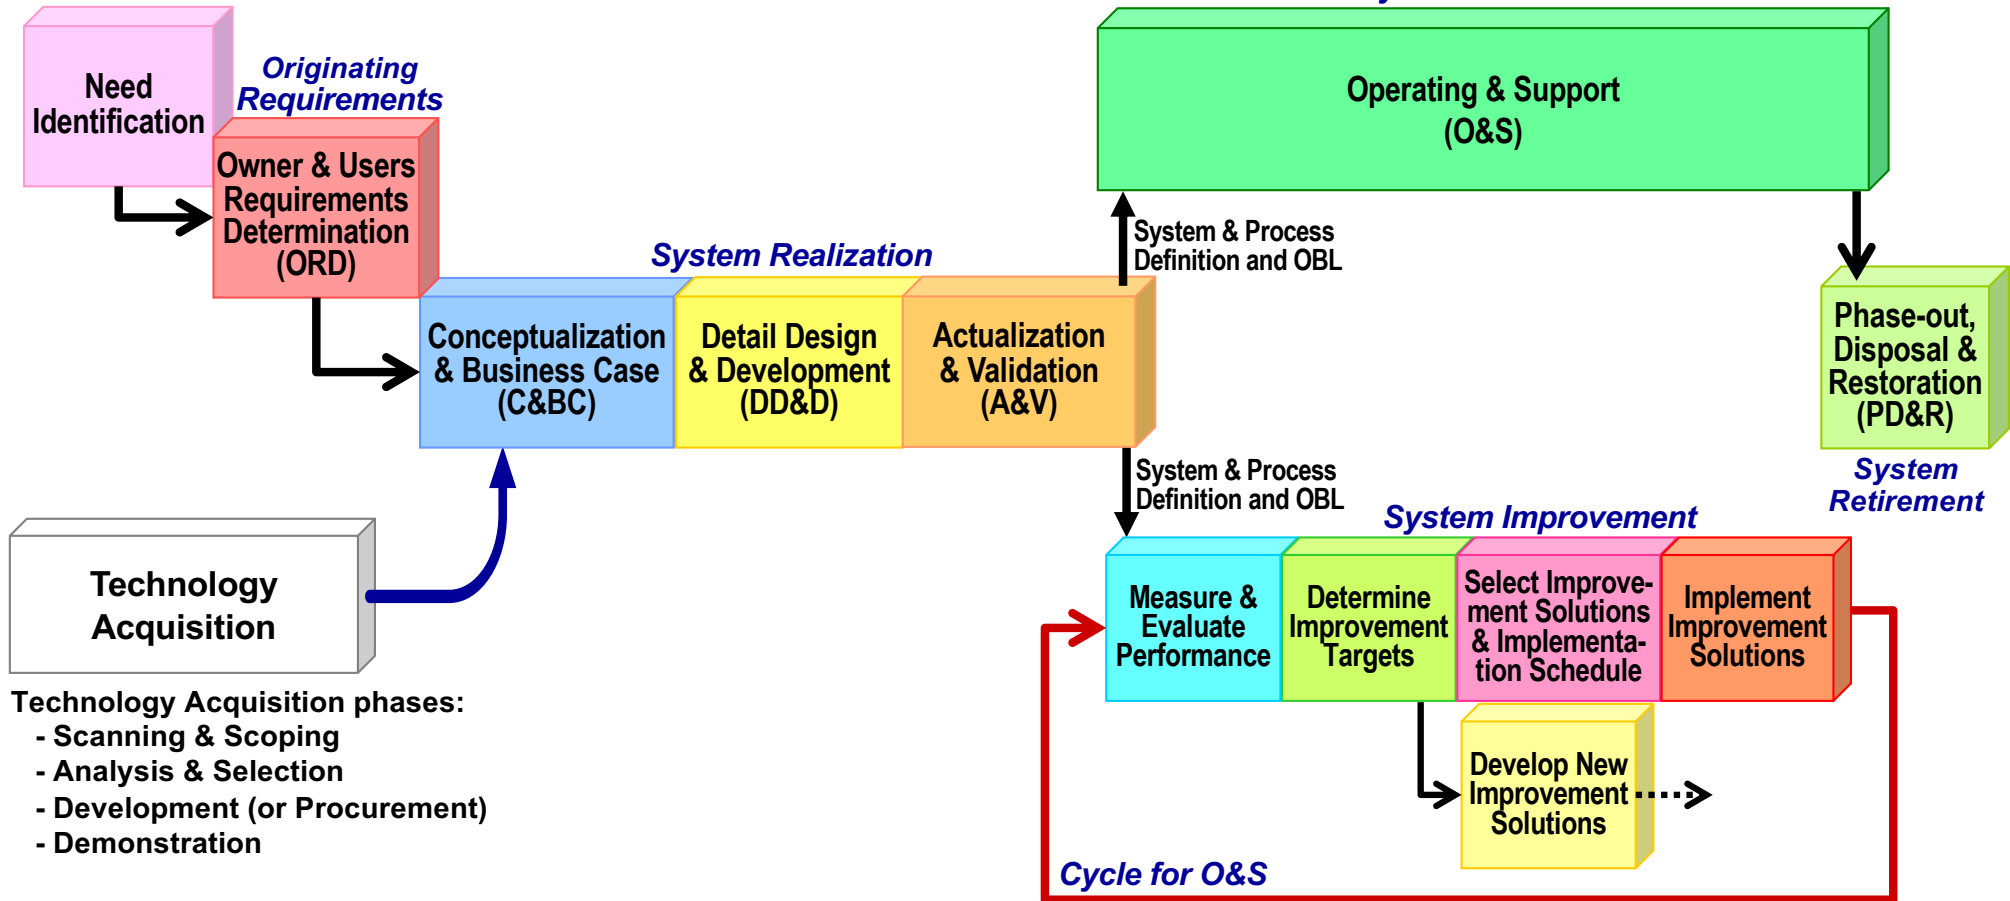 Need
Identification
Originating
Requirements
Owner & Users
Requirements
Determination
(ORD)
System Realization
Conceptualization
& Business Case
(C&BC)
Detail Design
& Development
(DD&D)
Actualization
& Validation
(A&V)
Operating & Support
(O&S)
System & Process
Definition and OBL
Phase-out,
Disposal &
Restoration
(PD&R)
System
Retirement
System & Process
Definition and OBL
System Improvement
Measure &
Evaluate
Performance
Determine
Improvement
Targets
Select Improve-
ment Solutions
& Implementa-
tion Schedule
Implement
Improvement
Solutions
Develop New
Improvement
Solutions
Cycle for O&S
Technology
Acquisition
Technology Acquisition phases:
- Scanning & Scoping
- Analysis & Selection
- Development (or Procurement)
- Demonstration